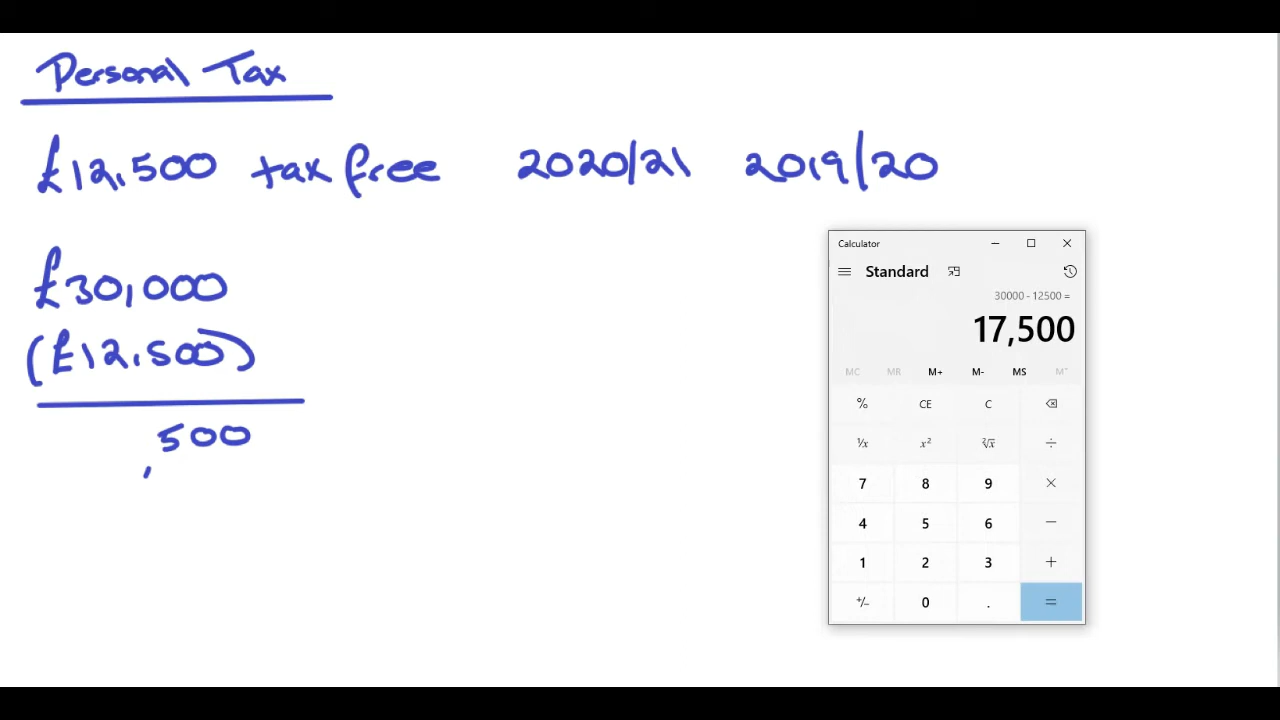 Personal Tax
£12,500 tax free 2020/21 2019/20
£30,000
(£12,500)
,500
Calculator
Standard
30000 - 12500 =
17,500
MC MR M+ M- MS M˅
% CE C
⅟x x² ²√x ÷
7 8 9 ×
4 5 6 −
1 2 3 +
+/− 0 . =